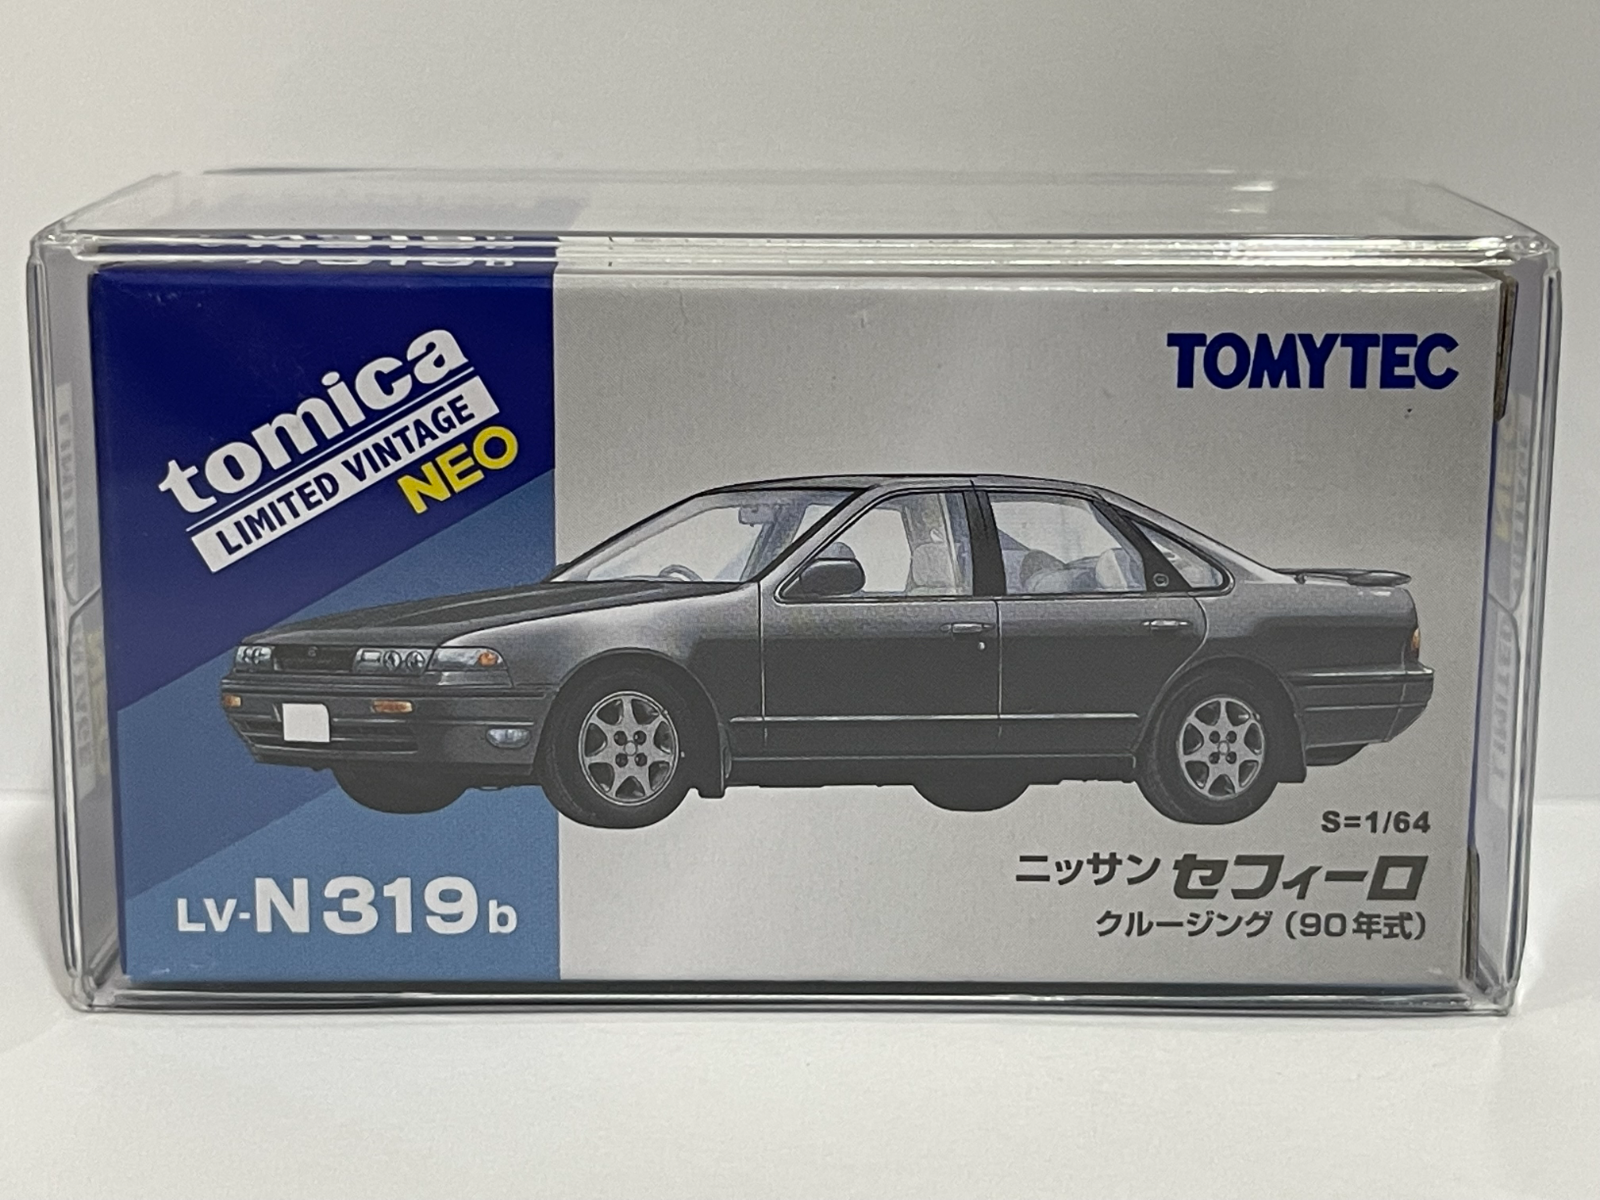 tomica
LIMITED VINTAGE
NEO
TOMYTEC
S=1/64
ニッサン セフィーロ
クルージング (90年式)
LV-N319b